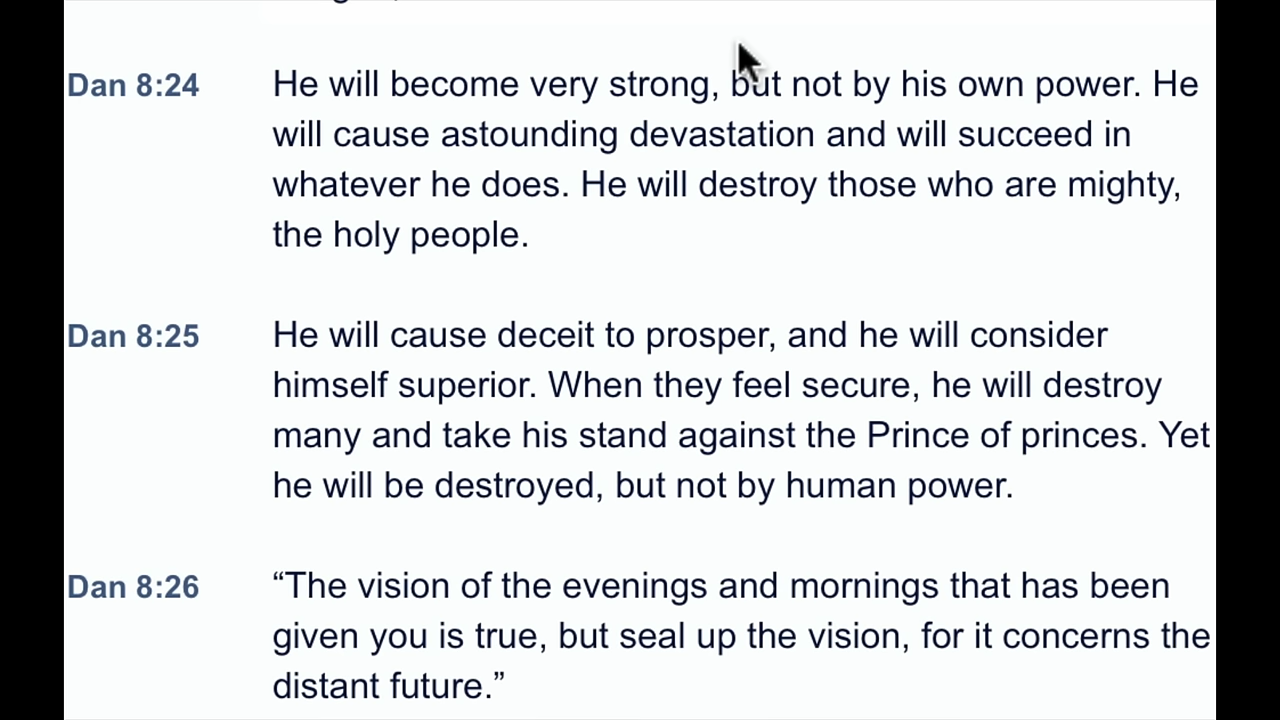 Dan 8:24 He will become very strong, but not by his own power. He
will cause astounding devastation and will succeed in
whatever he does. He will destroy those who are mighty,
the holy people.
Dan 8:25 He will cause deceit to prosper, and he will consider
himself superior. When they feel secure, he will destroy
many and take his stand against the Prince of princes. Yet
he will be destroyed, but not by human power.
Dan 8:26 “The vision of the evenings and mornings that has been
given you is true, but seal up the vision, for it concerns the
distant future.”